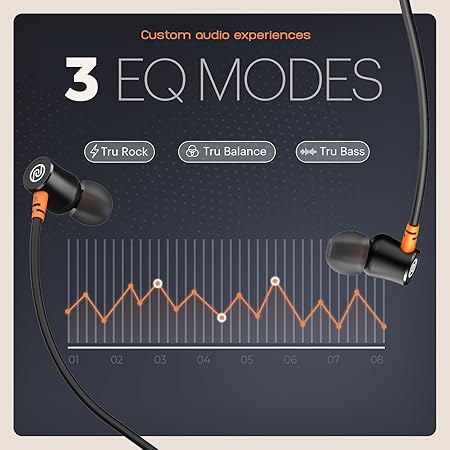 Custom audio experiences
3 EQ MODES
Tru Rock Tru Balance Tru Bass
01 02 03 04 05 06 07 08